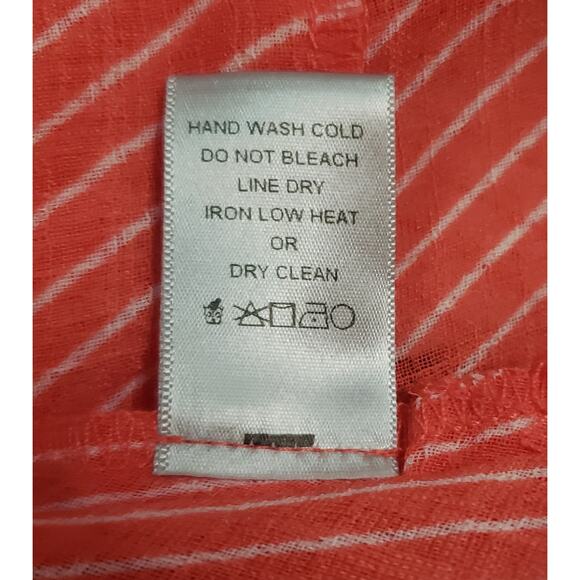 HAND WASH COLD
DO NOT BLEACH
LINE DRY
IRON LOW HEAT
OR
DRY CLEAN